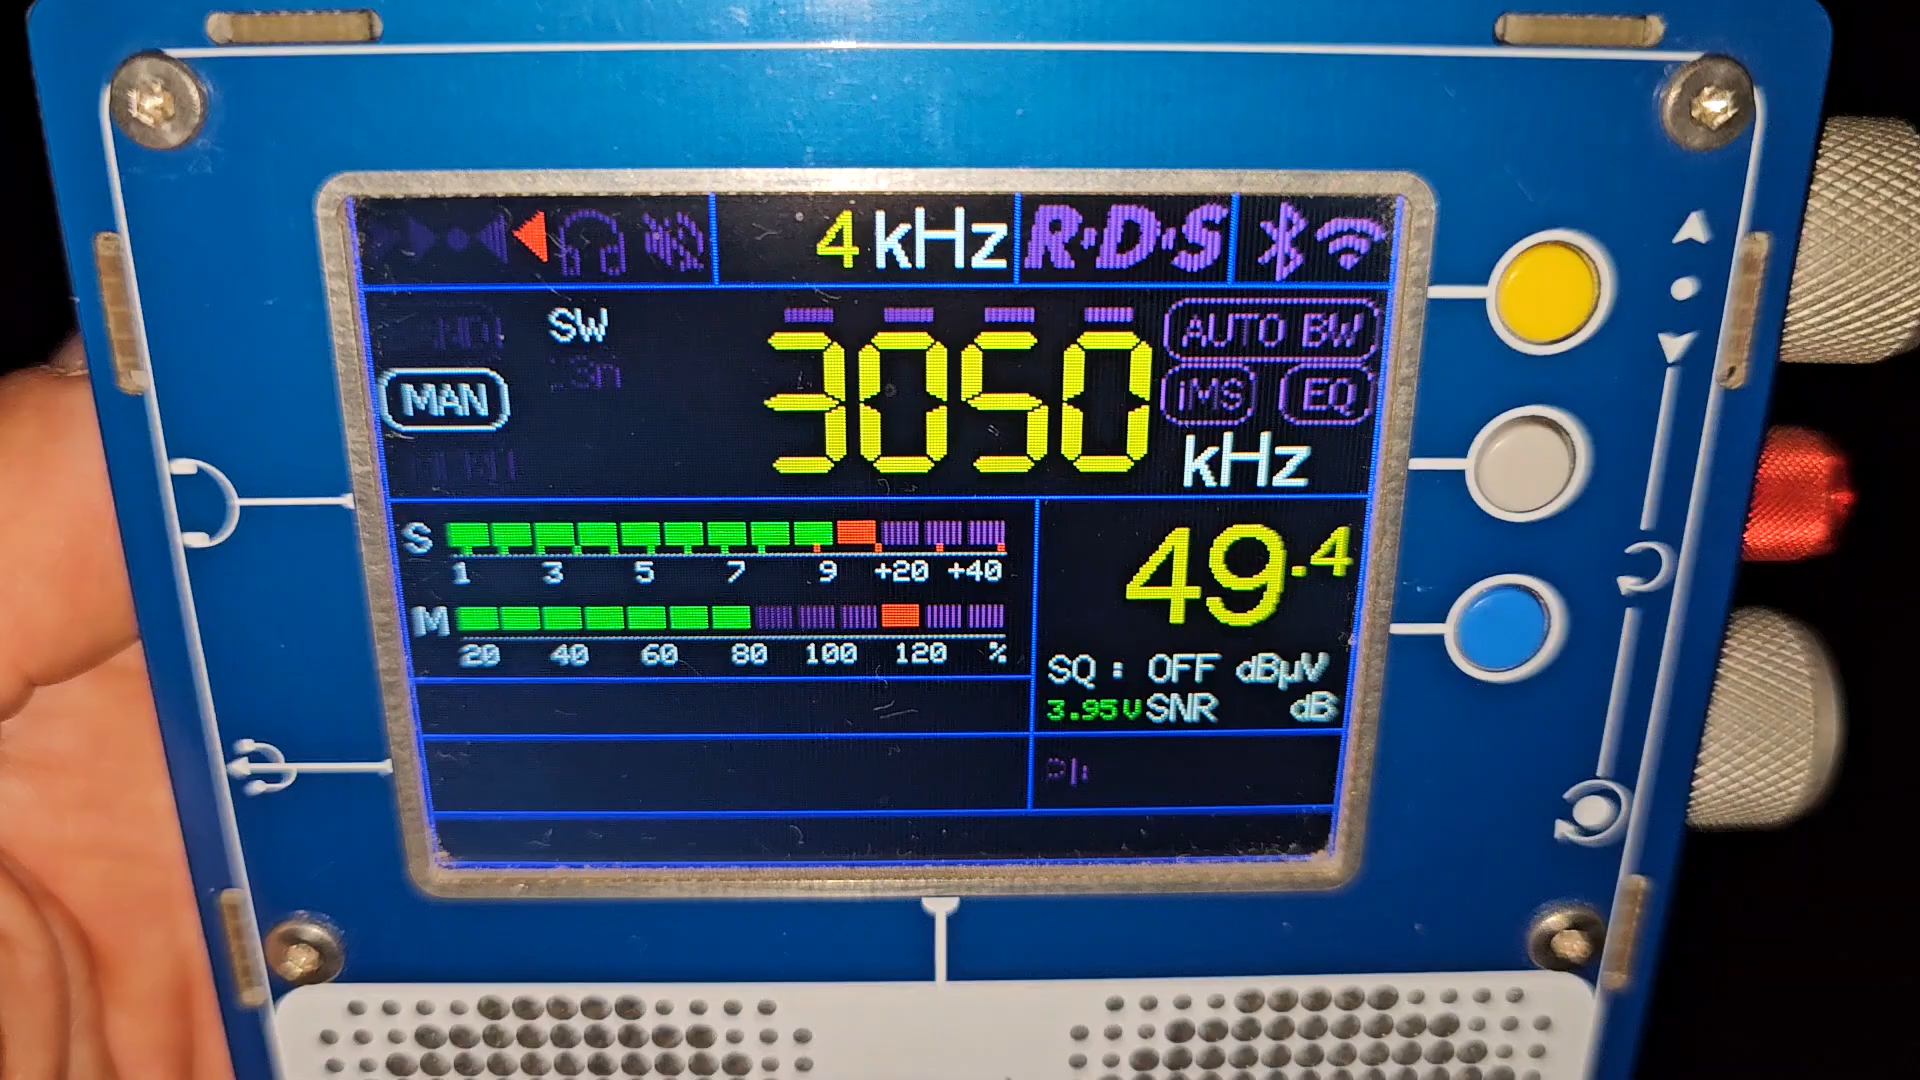 4 kHz R·D·S
SW
3050 kHz
AUTO BW
MAN
iMS EQ
S
1 3 5 7 9 +20 +40
M
20 40 60 80 100 120 %
49.4
SQ : OFF dBµV
3.95V SNR dB